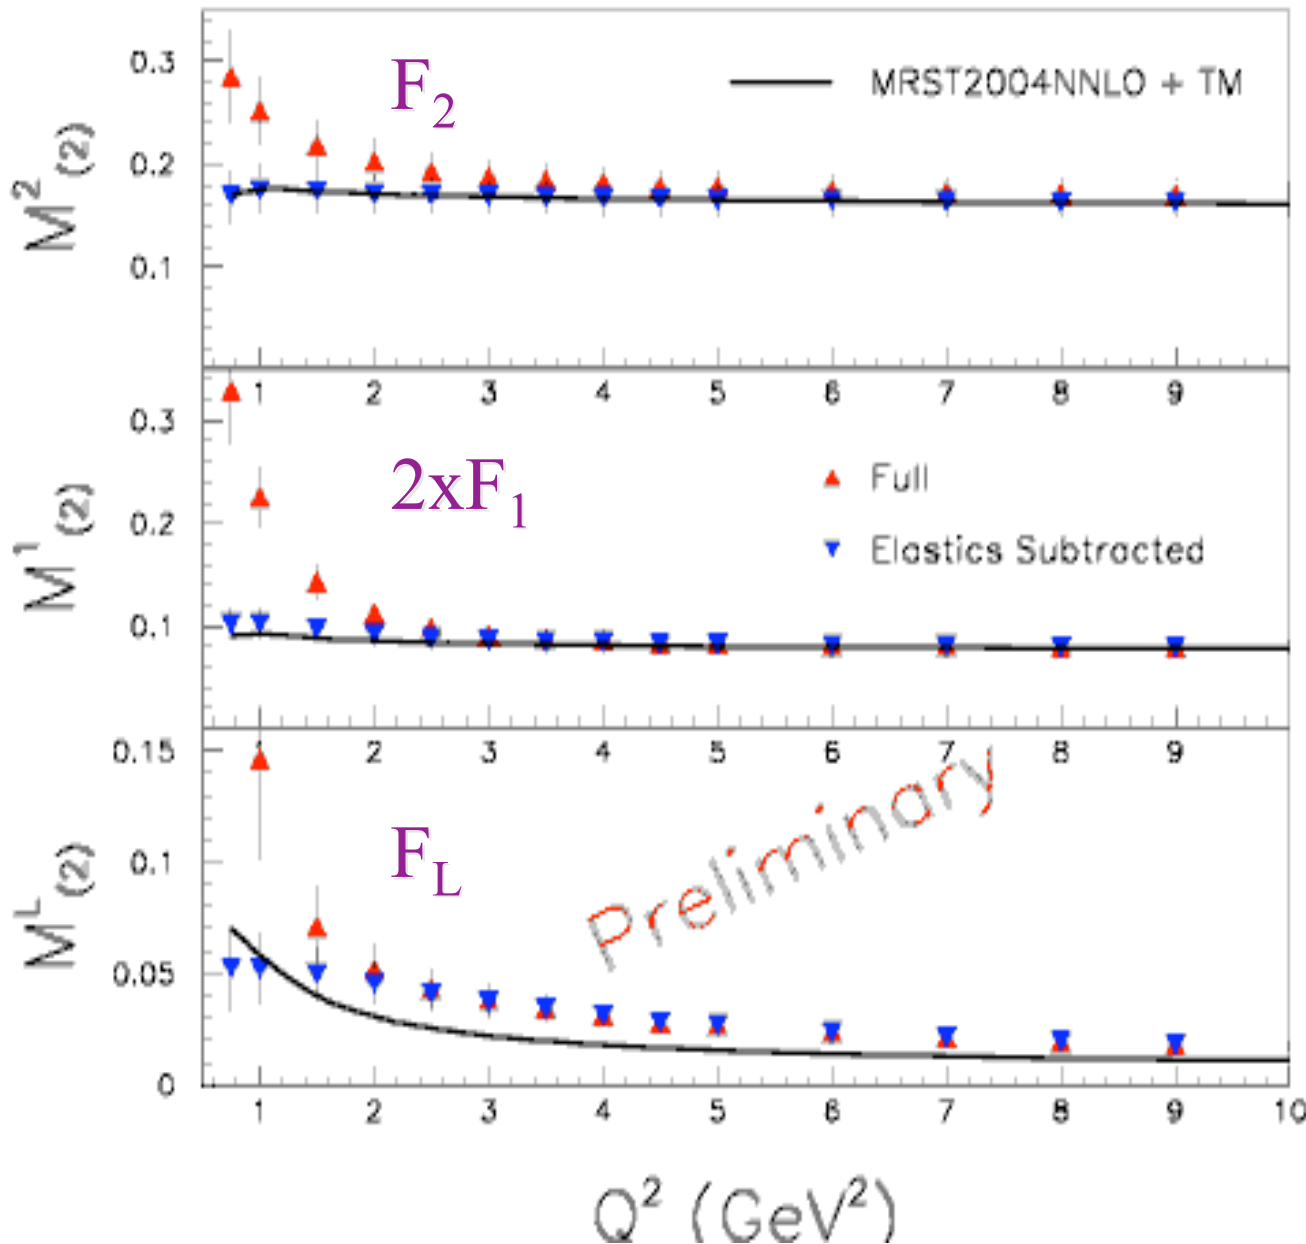 0.3
F2
MRST2004NNLO + TM
0.2
M²(2)
0.1
1 2 3 4 5 6 7 8 9
0.3
2xF1
Full
0.2
Elastics Subtracted
M¹(2)
0.1
1 2 3 4 5 6 7 8 9
0.15
Preliminary
0.1
FL
M^L(2)
0.05
0
1 2 3 4 5 6 7 8 9 10
Q² (GeV²)